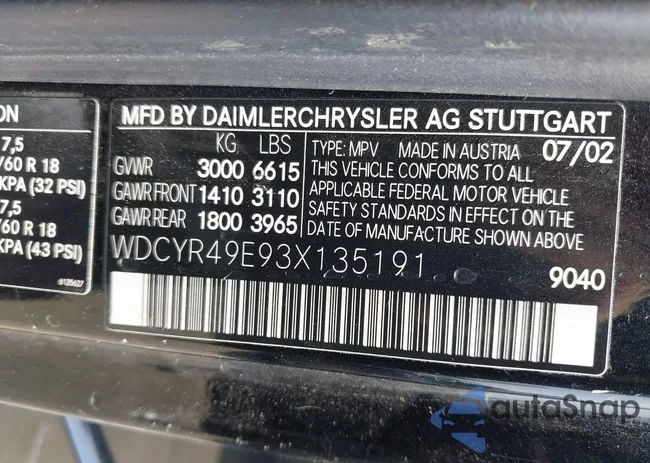 ON
7,5
/60 R 18
KPA (32 PSI)
7,5
/60 R 18
KPA (43 PSI)
6135627
MFD BY DAIMLERCHRYSLER AG STUTTGART
KG LBS
GWWR 3000 6615
GAWR FRONT 1410 3110
GAWR REAR 1800 3965
TYPE: MPV MADE IN AUSTRIA 07/02
THIS VEHICLE CONFORMS TO ALL
APPLICABLE FEDERAL MOTOR VEHICLE
SAFETY STANDARDS IN EFFECT ON THE
DATE OF MANUFACTURE SHOWN ABOVE
WDCYR49E93X135191
9040
autoSnap